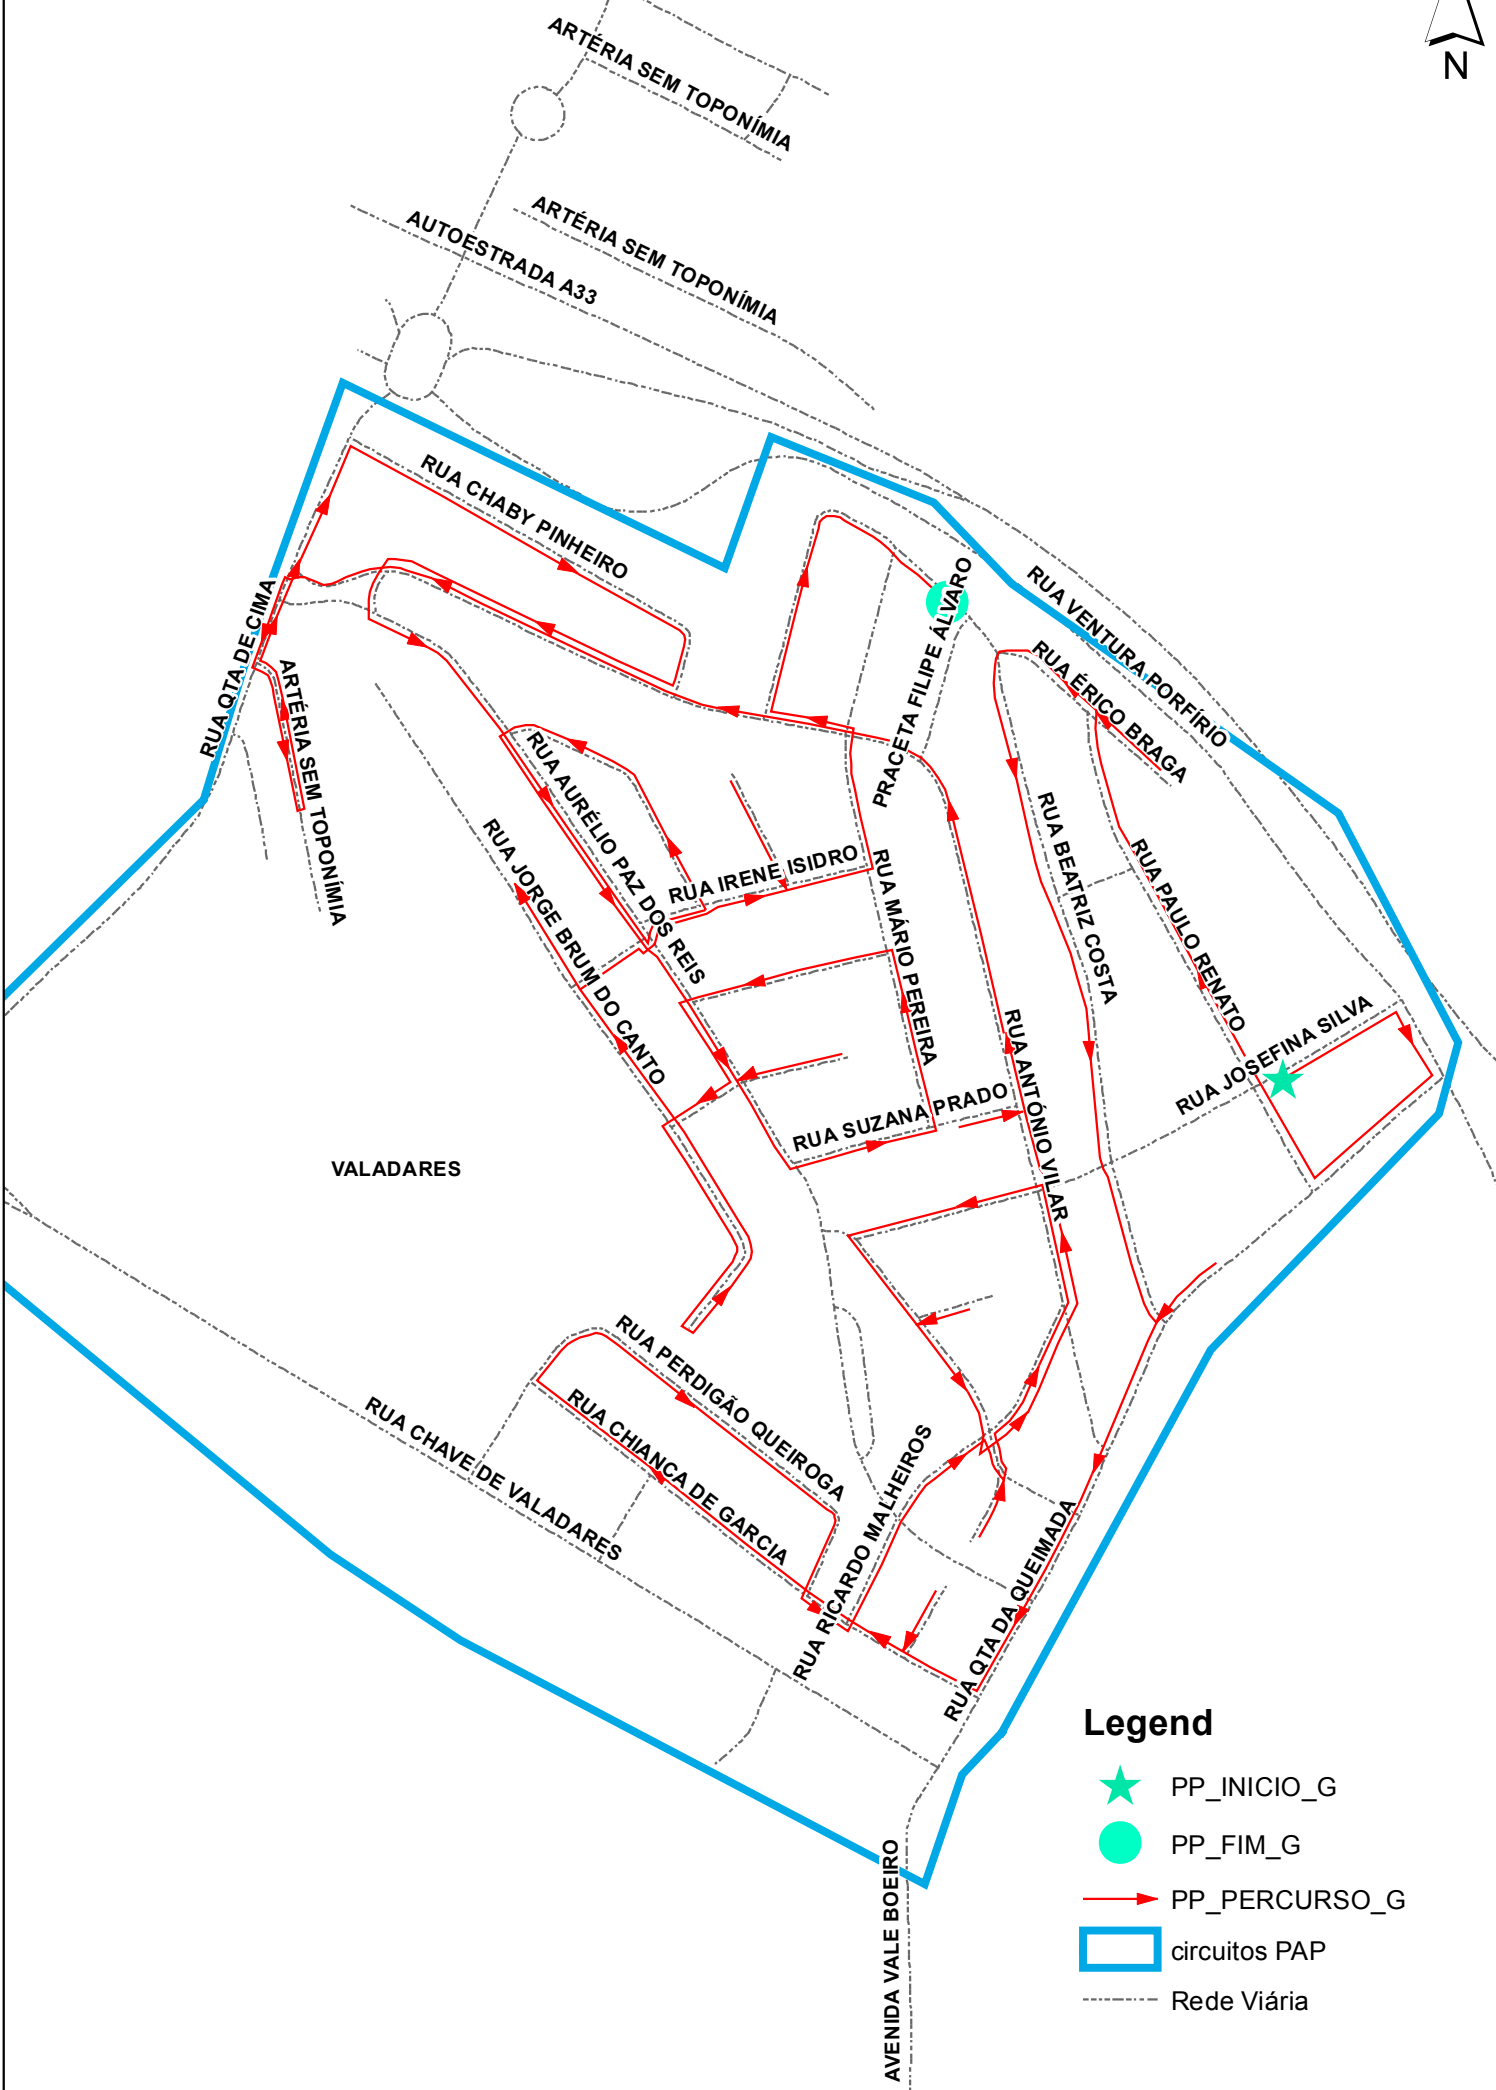 N
ARTÉRIA SEM TOPONÍMIA
ARTÉRIA SEM TOPONÍMIA
AUTOESTRADA A33
RUA CHABY PINHEIRO
RUA QTA DE CIMA
ARTÉRIA SEM TOPONÍMIA
PRACETA FILIPE ÁLVARO
RUA VENTURA PORFÍRIO
RUA ÉRICO BRAGA
RUA AURÉLIO PAZ DOS REIS
RUA JORGE BRUM DO CANTO
RUA IRENE ISIDRO
RUA MÁRIO PEREIRA
RUA BEATRIZ COSTA
RUA PAULO RENATO
RUA JOSEFINA SILVA
RUA ANTÓNIO VILAR
RUA SUZANA PRADO
VALADARES
RUA PERDIGÃO QUEIROGA
RUA CHIANCA DE GARCIA
RUA CHAVE DE VALADARES
RUA RICARDO MALHEIROS
RUA QTA DA QUEIMADA
AVENIDA VALE BOEIRO
Legend
PP_INICIO_G
PP_FIM_G
PP_PERCURSO_G
circuitos PAP
Rede Viária